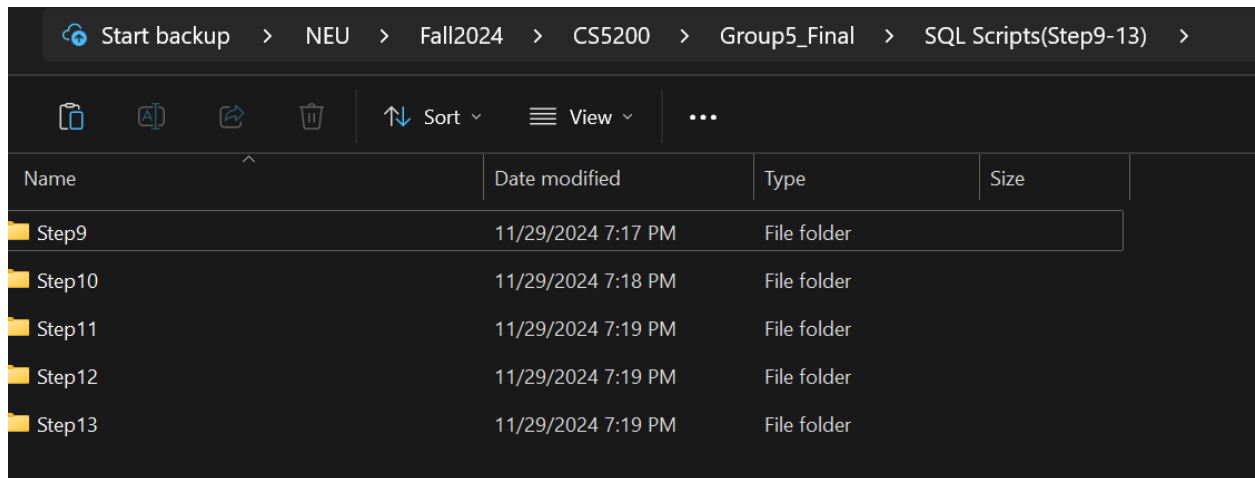 Start backup > NEU > Fall2024 > CS5200 > Group5_Final > SQL Scripts(Step9-13) >
Sort View
Name Date modified Type Size
Step9 11/29/2024 7:17 PM File folder
Step10 11/29/2024 7:18 PM File folder
Step11 11/29/2024 7:19 PM File folder
Step12 11/29/2024 7:19 PM File folder
Step13 11/29/2024 7:19 PM File folder